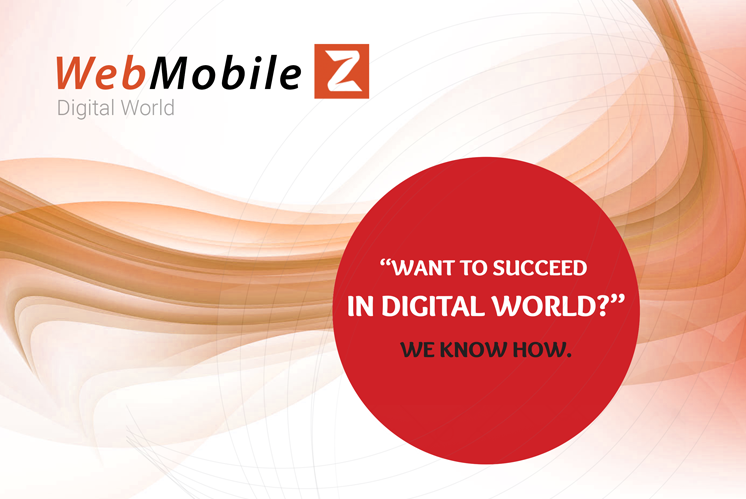 WebMobile Z
Digital World
“WANT TO SUCCEED
IN DIGITAL WORLD?”
WE KNOW HOW.